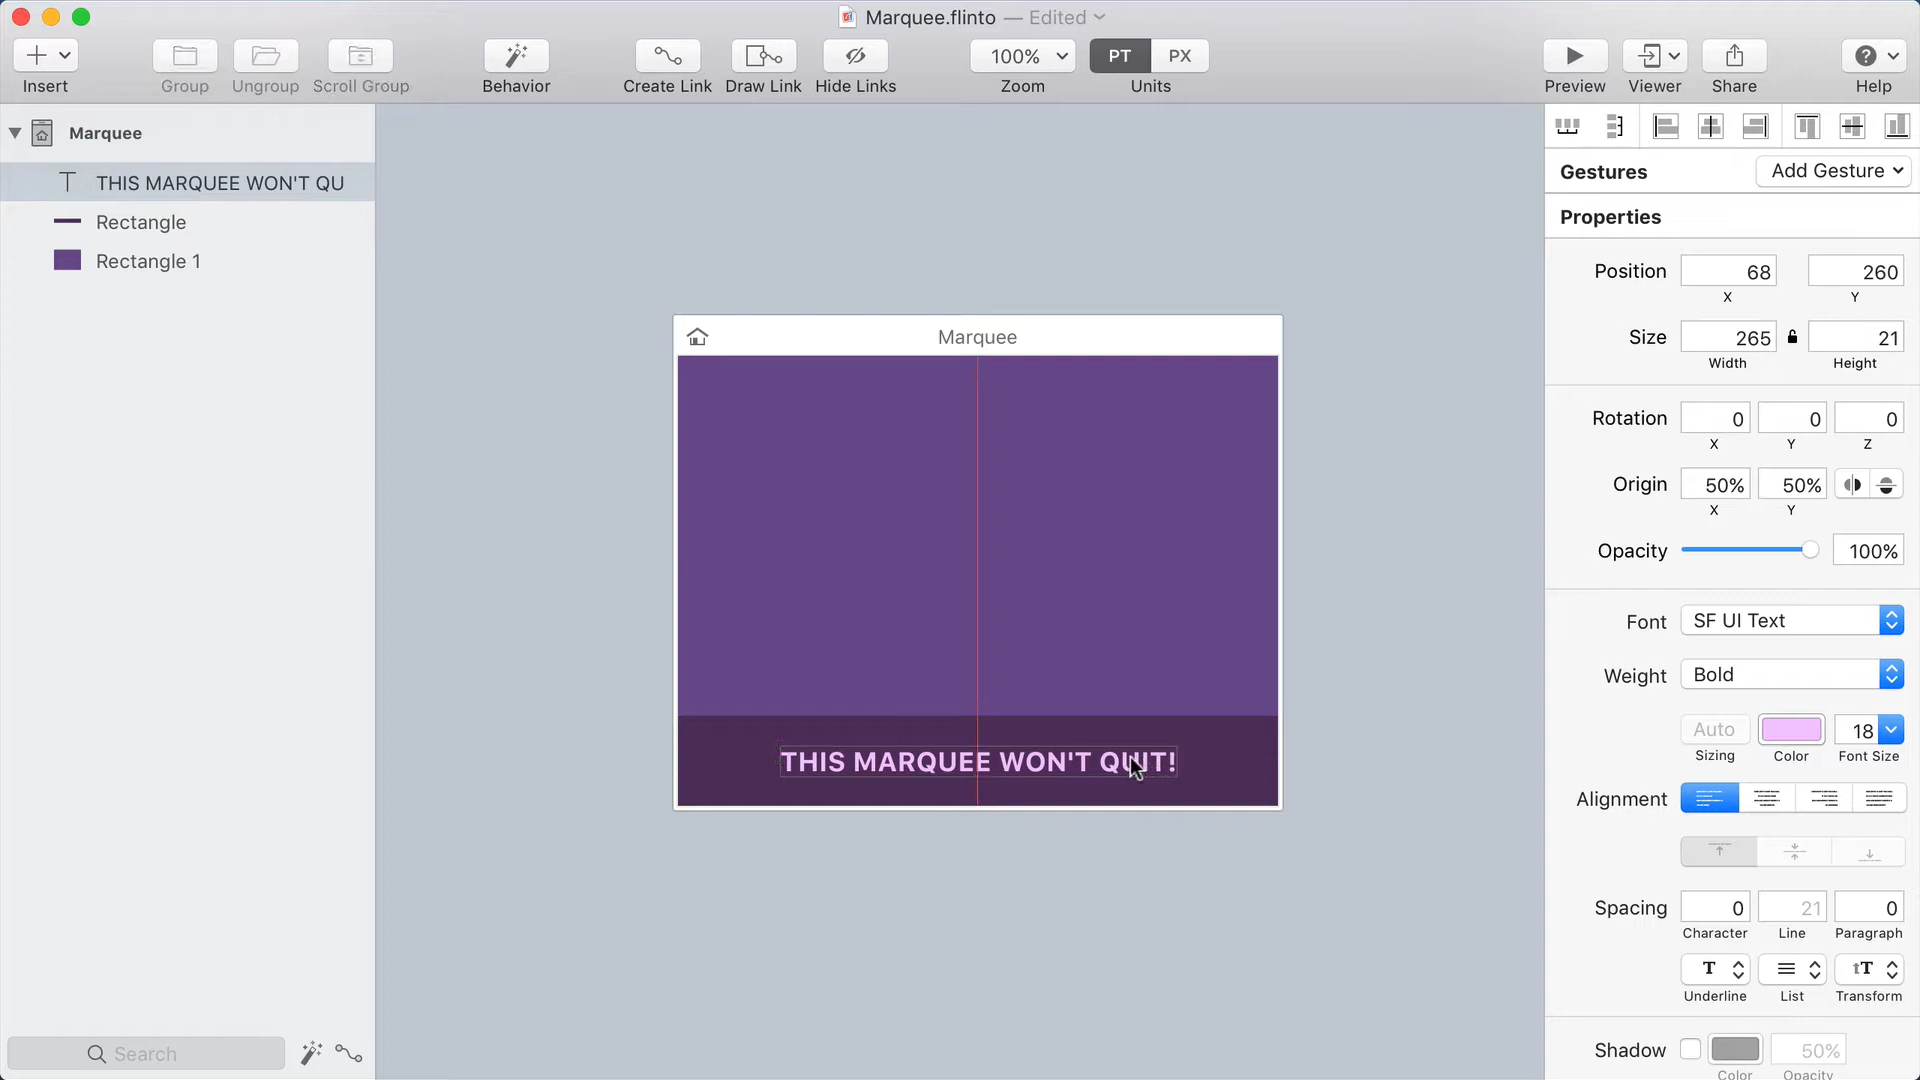 Marquee.flinto — Edited
Insert
Group
Ungroup
Scroll Group
Behavior
Create Link
Draw Link
Hide Links
100%
Zoom
PT PX
Units
Preview
Viewer
Share
Help
Marquee
THIS MARQUEE WON'T QU
Rectangle
Rectangle 1
Search
Marquee
THIS MARQUEE WON'T QUIT!
Gestures
Add Gesture
Properties
Position 68 260
X Y
Size 265 21
Width Height
Rotation 0 0 0
X Y Z
Origin 50% 50%
X Y
Opacity 100%
Font SF UI Text
Weight Bold
Auto 18
Sizing Color Font Size
Alignment
Spacing 0 21 0
Character Line Paragraph
T tT
Underline List Transform
Shadow 50%
Color Opacity